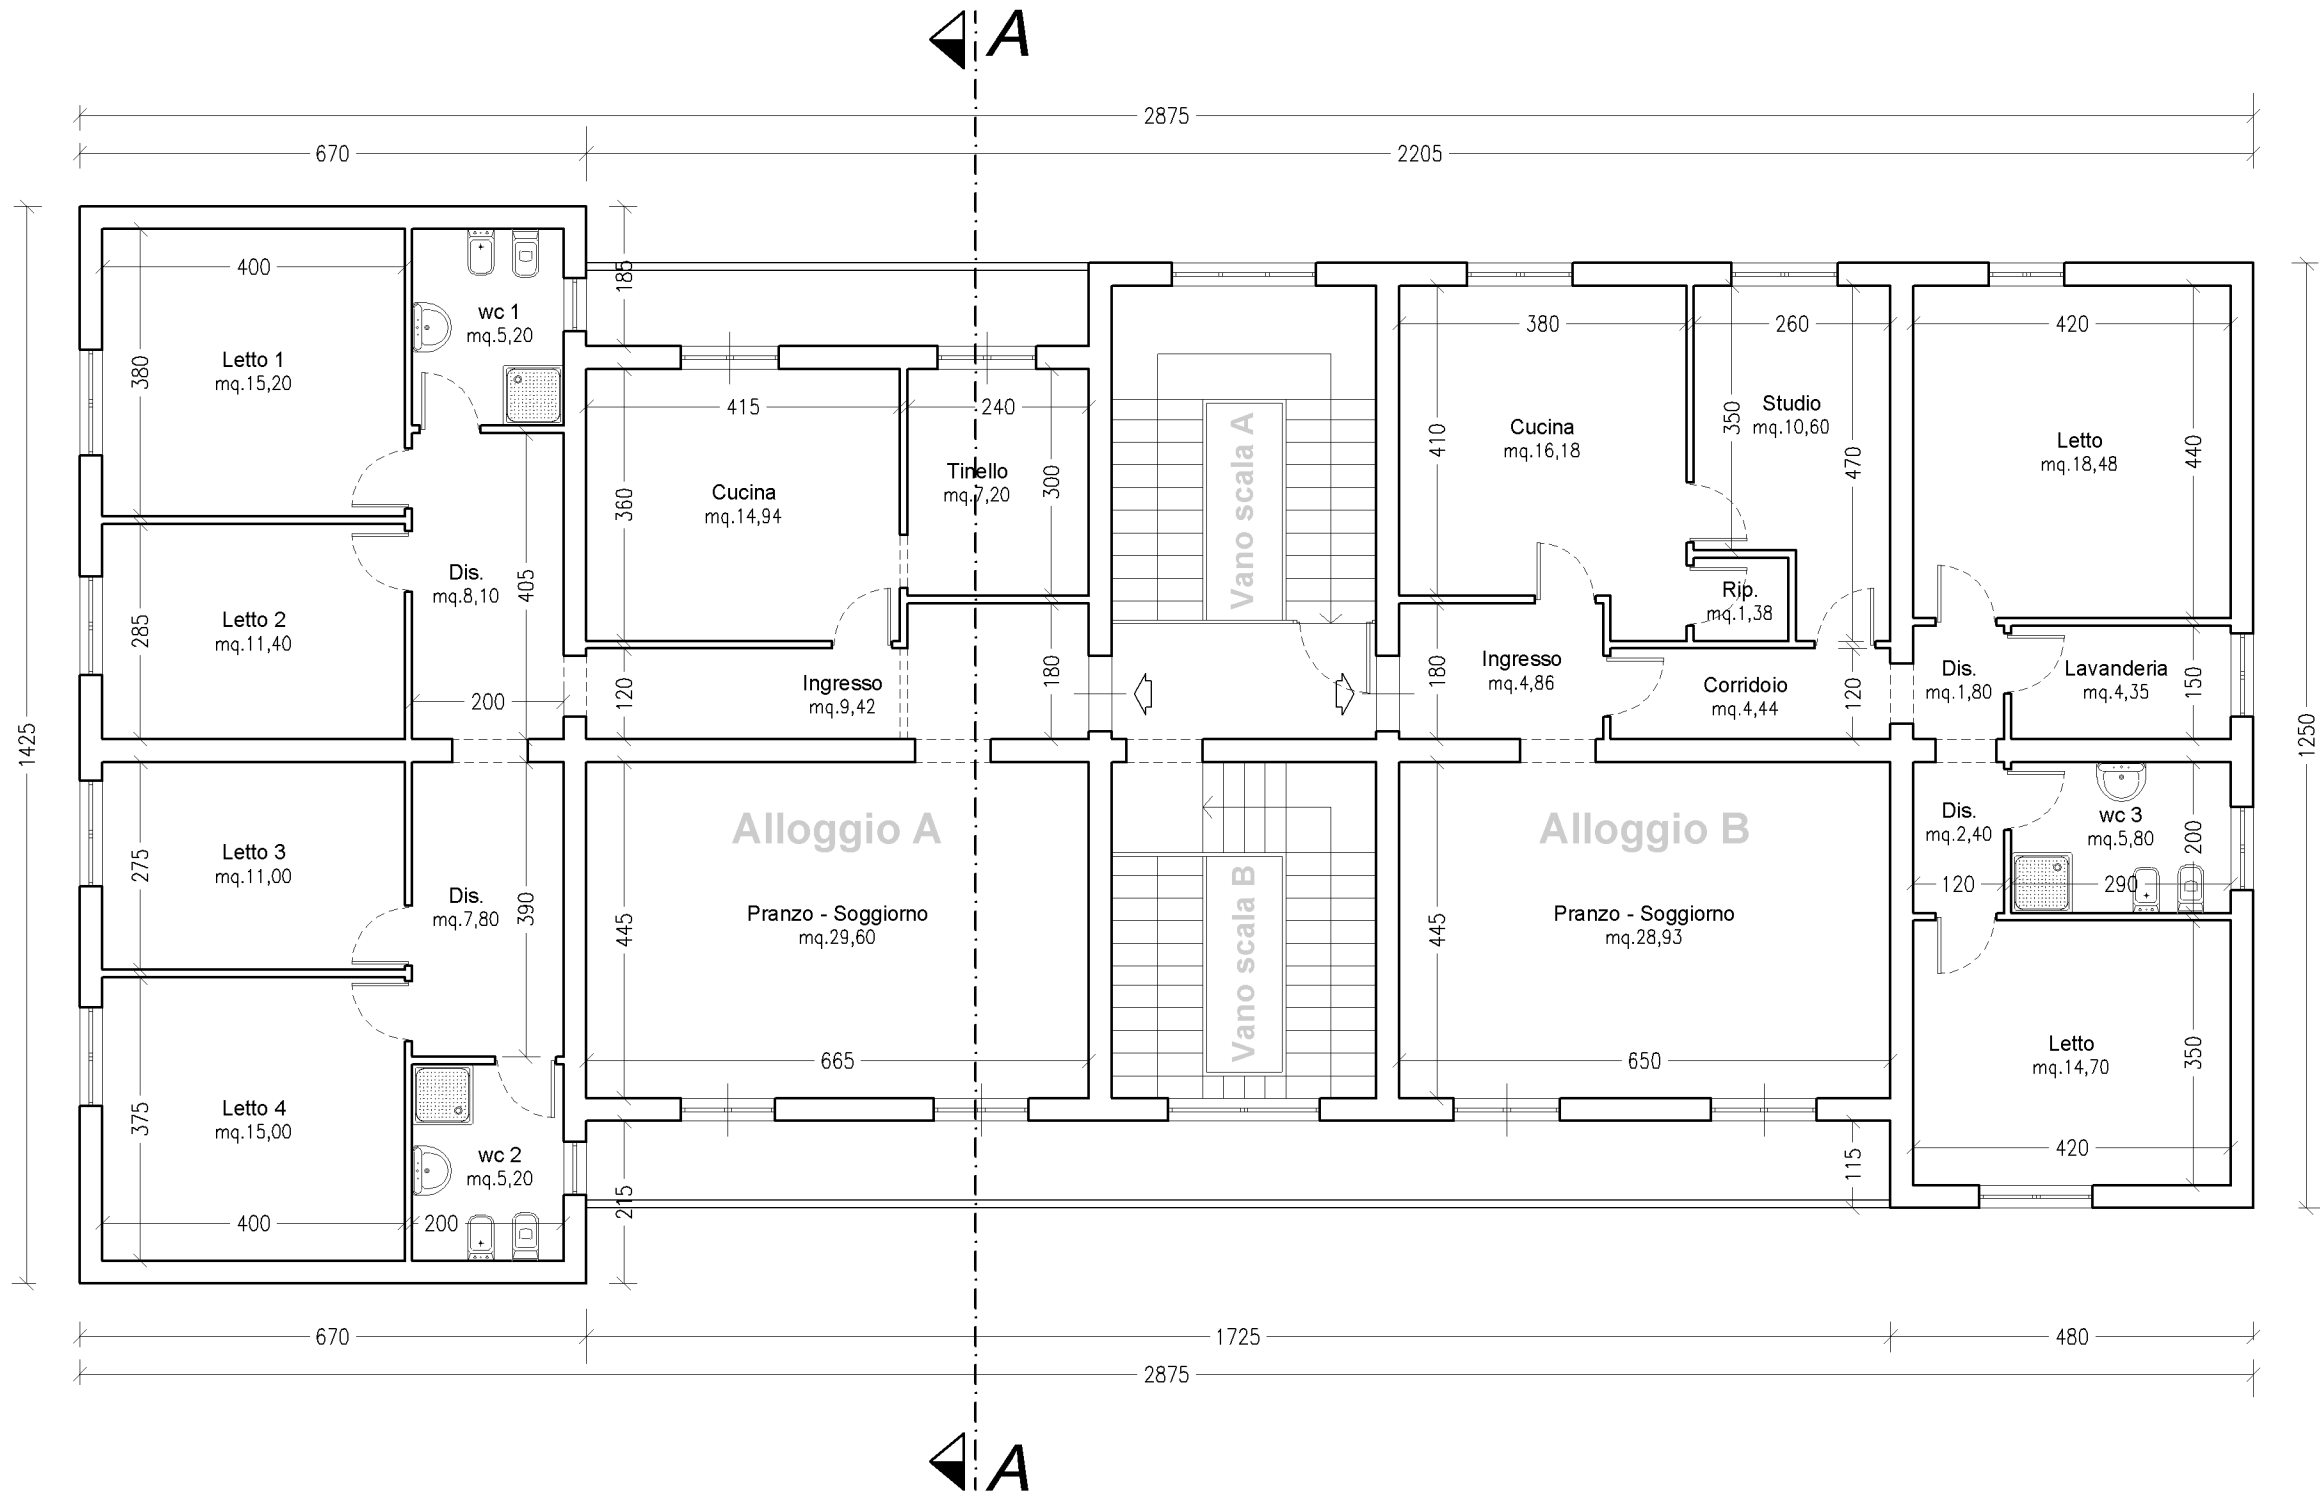 A
2875
670
2205
400
185
380
260
420
wc 1
mq.5,20
Letto 1
mq.15,20
380
415
240
410
350
Studio
mq.10,60
470
Cucina
mq.16,18
Letto
mq.18,48
440
Vano scala A
360
Cucina
mq.14,94
Tinello
mq.7,20
300
1425
285
Letto 2
mq.11,40
Dis.
mq.8,10
405
Rip.
mq.1,38
200
120
Ingresso
mq.9,42
180
180
Ingresso
mq.4,86
Corridoio
mq.4,44
120
Dis.
mq.1,80
Lavanderia
mq.4,35
150
1250
Alloggio A
Alloggio B
275
Letto 3
mq.11,00
Dis.
mq.7,80
390
445
Pranzo - Soggiorno
mq.29,60
Vano scala B
445
Pranzo - Soggiorno
mq.28,93
Dis.
mq.2,40
wc 3
mq.5,80
200
120
290
665
650
Letto
mq.14,70
350
375
Letto 4
mq.15,00
wc 2
mq.5,20
420
115
400
200
215
670
1725
480
2875
A